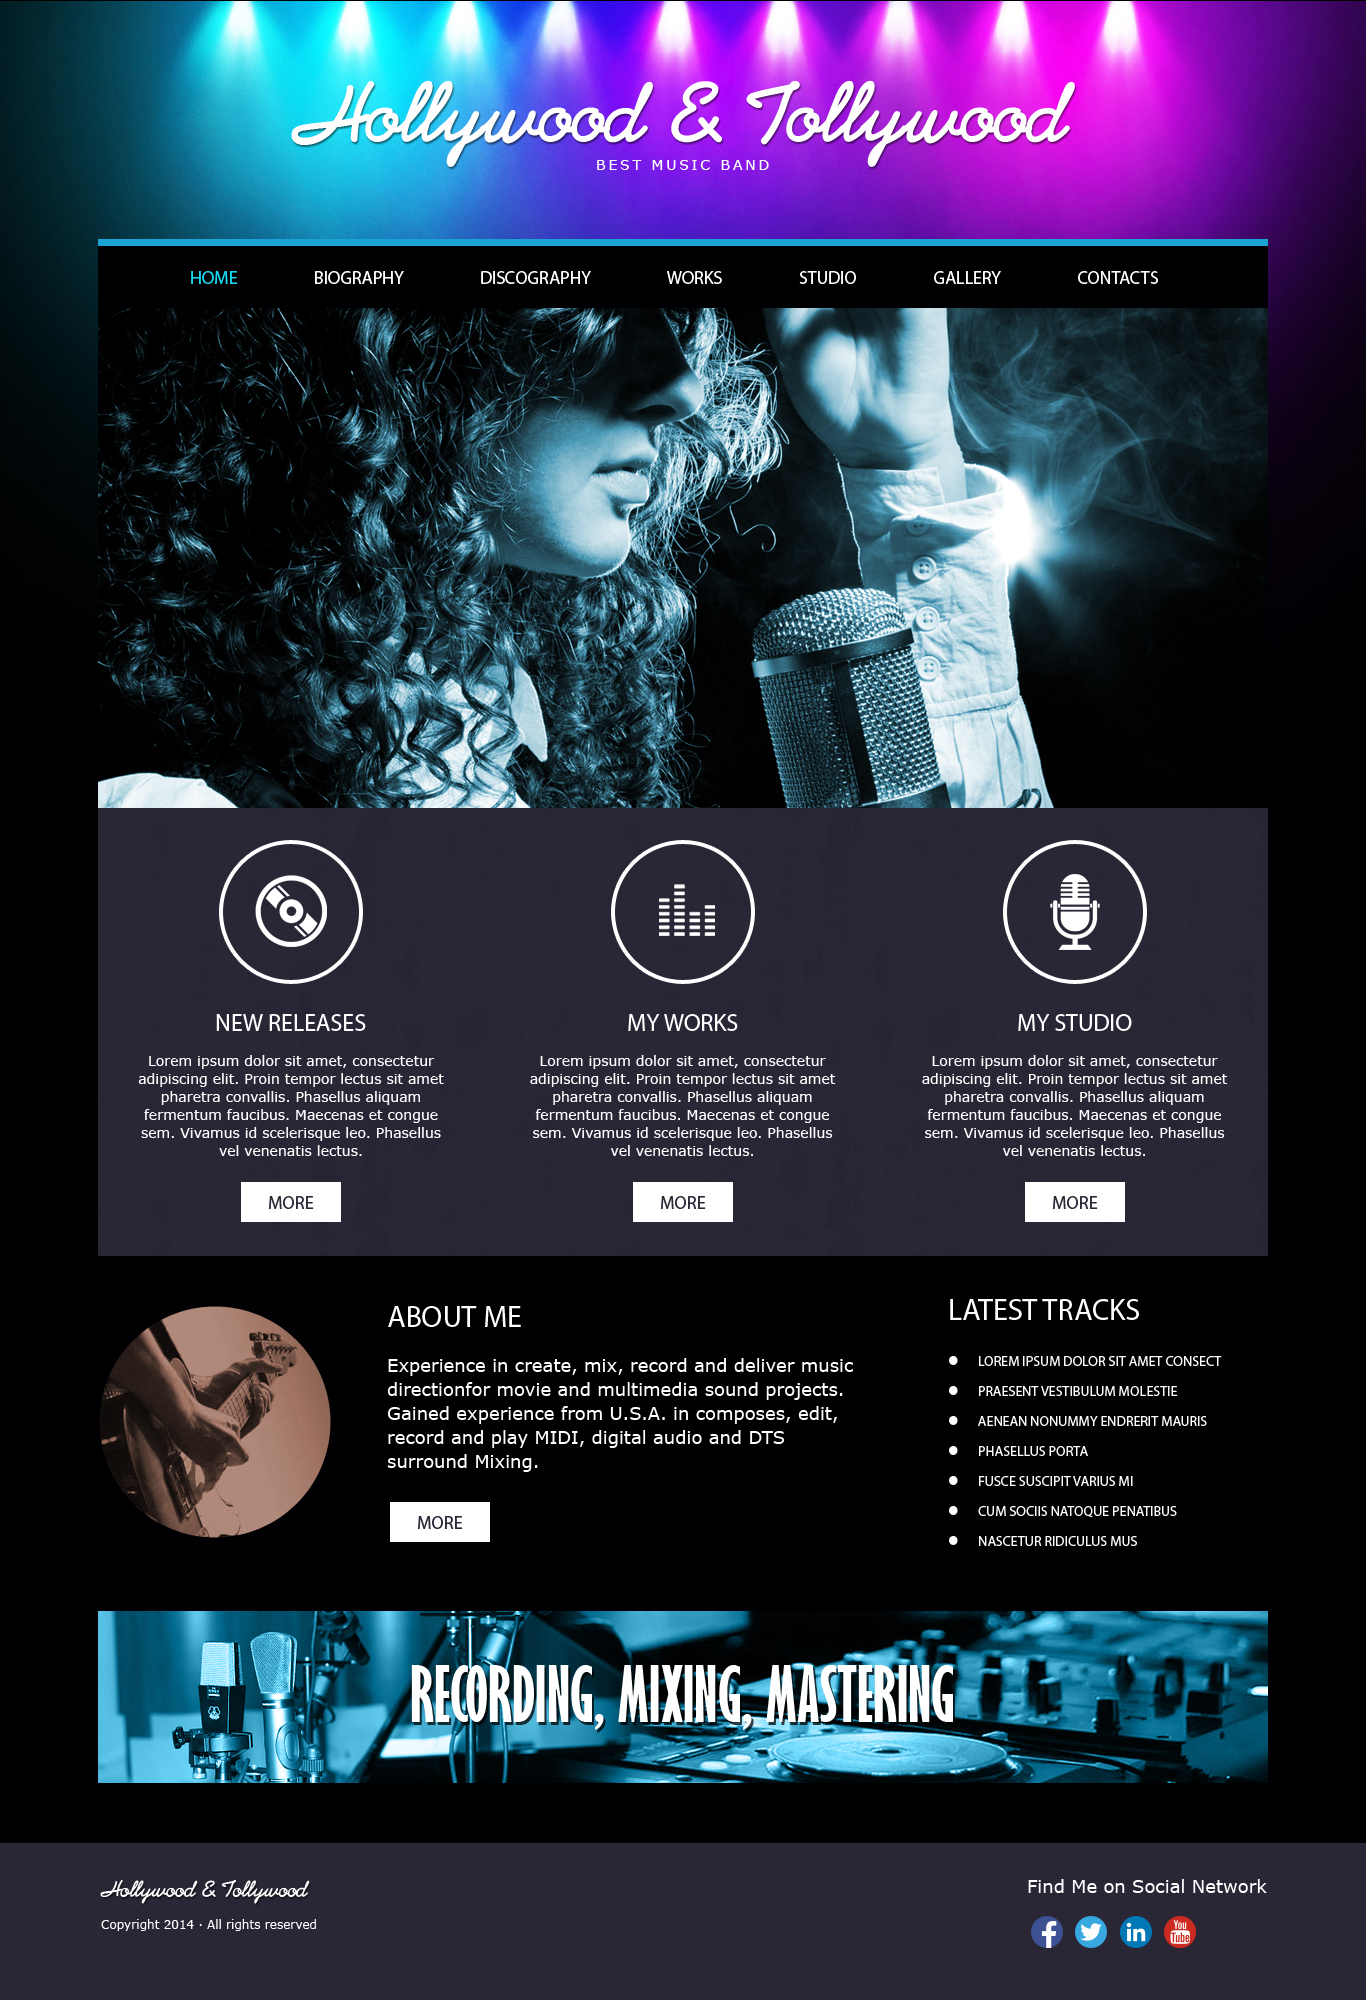 Hollywood & Tollywood
BEST MUSIC BAND
HOME BIOGRAPHY DISCOGRAPHY WORKS STUDIO GALLERY CONTACTS
NEW RELEASES
Lorem ipsum dolor sit amet, consectetur
adipiscing elit. Proin tempor lectus sit amet
pharetra convallis. Phasellus aliquam
fermentum faucibus. Maecenas et congue
sem. Vivamus id scelerisque leo. Phasellus
vel venenatis lectus.
MORE
MY WORKS
Lorem ipsum dolor sit amet, consectetur
adipiscing elit. Proin tempor lectus sit amet
pharetra convallis. Phasellus aliquam
fermentum faucibus. Maecenas et congue
sem. Vivamus id scelerisque leo. Phasellus
vel venenatis lectus.
MORE
MY STUDIO
Lorem ipsum dolor sit amet, consectetur
adipiscing elit. Proin tempor lectus sit amet
pharetra convallis. Phasellus aliquam
fermentum faucibus. Maecenas et congue
sem. Vivamus id scelerisque leo. Phasellus
vel venenatis lectus.
MORE
ABOUT ME
Experience in create, mix, record and deliver music
directionfor movie and multimedia sound projects.
Gained experience from U.S.A. in composes, edit,
record and play MIDI, digital audio and DTS
surround Mixing.
MORE
LATEST TRACKS
LOREM IPSUM DOLOR SIT AMET CONSECT
PRAESENT VESTIBULUM MOLESTIE
AENEAN NONUMMY ENDRERIT MAURIS
PHASELLUS PORTA
FUSCE SUSCIPIT VARIUS MI
CUM SOCIIS NATOQUE PENATIBUS
NASCETUR RIDICULUS MUS
RECORDING, MIXING, MASTERING
Hollywood & Tollywood
Copyright 2014 · All rights reserved
Find Me on Social Network
f
in
You
Tube